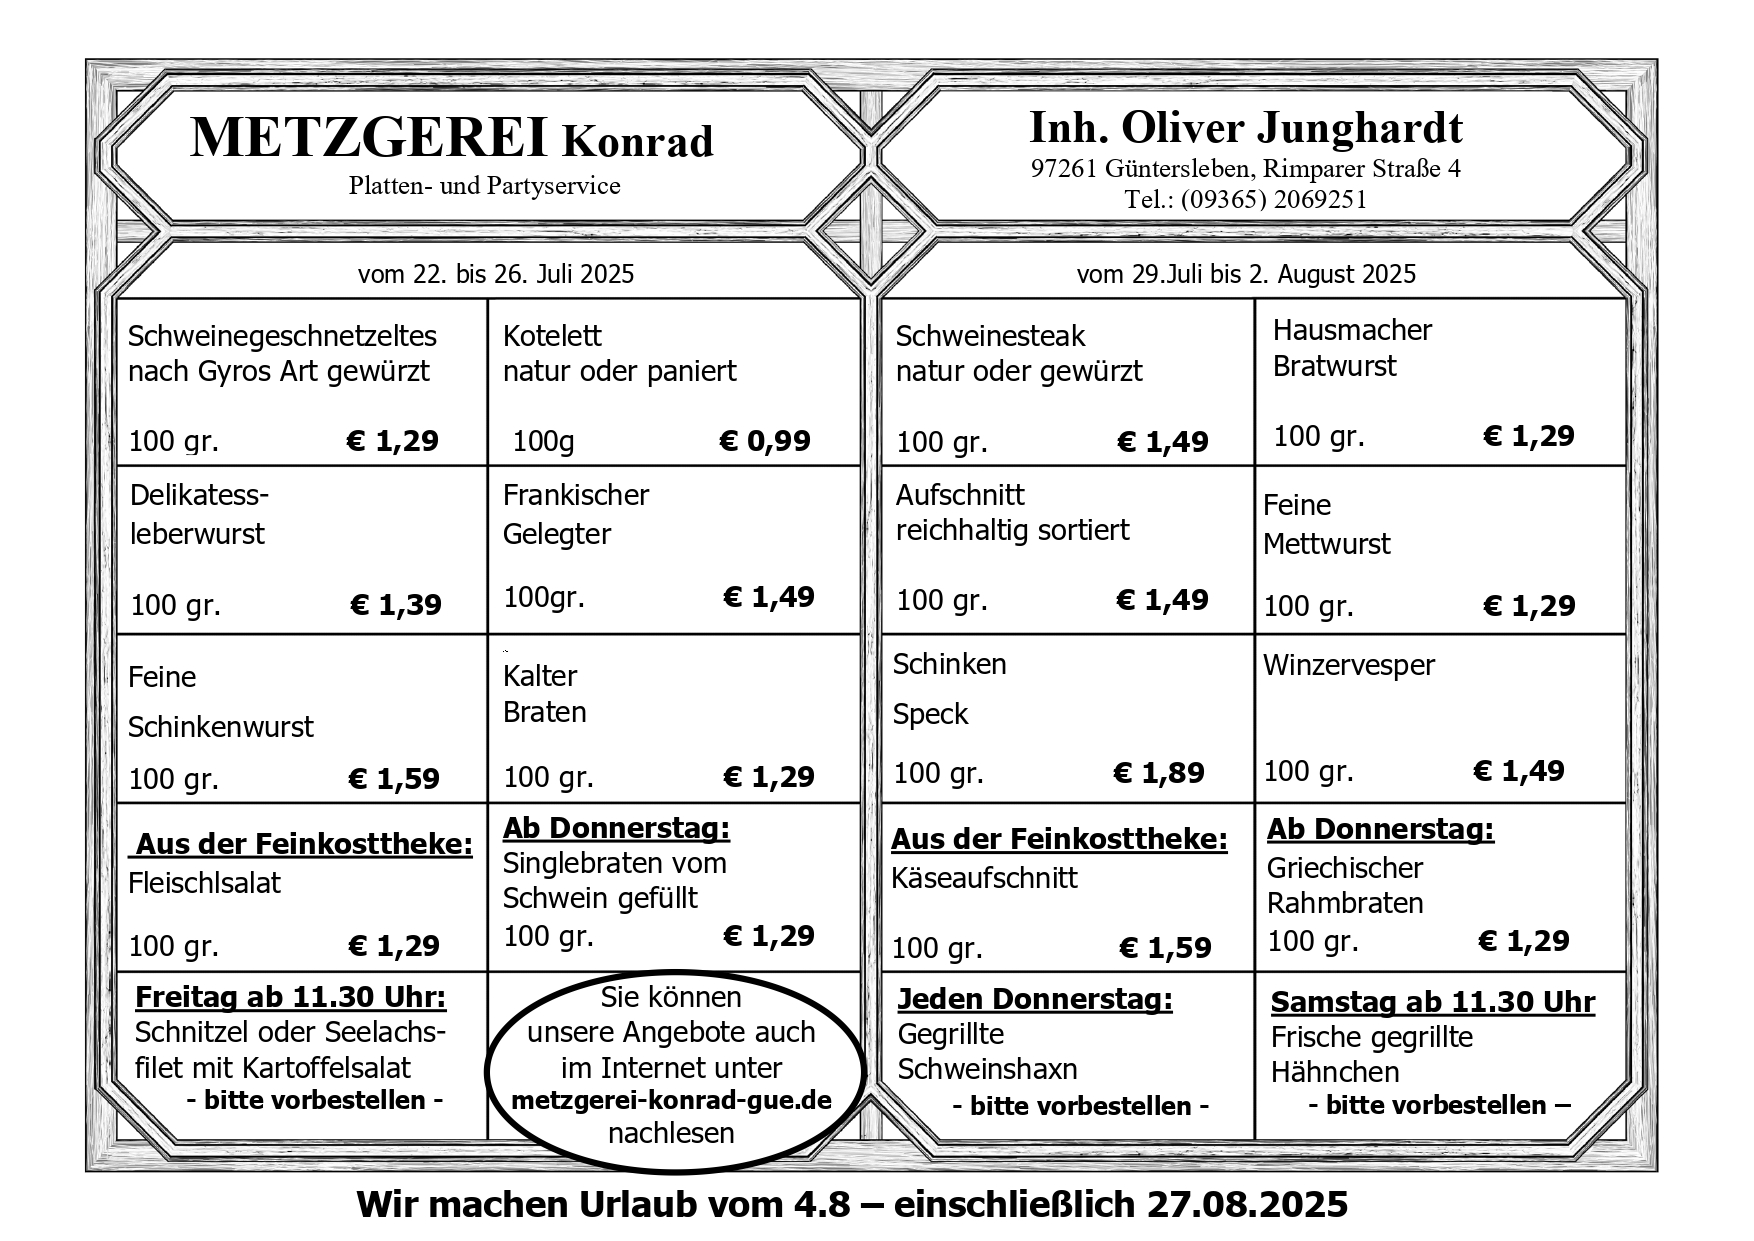 METZGEREI Konrad
Platten- und Partyservice
Inh. Oliver Junghardt
97261 Güntersleben, Rimparer Straße 4
Tel.: (09365) 2069251
vom 22. bis 26. Juli 2025
Schweinegeschnetzeltes
nach Gyros Art gewürzt
100 gr. € 1,29
Kotelett
natur oder paniert
100g € 0,99
Delikatess-
leberwurst
100 gr. € 1,39
Frankischer
Gelegter
100gr. € 1,49
Feine
Schinkenwurst
100 gr. € 1,59
Kalter
Braten
100 gr. € 1,29
Aus der Feinkosttheke:
Fleischlsalat
100 gr. € 1,29
Ab Donnerstag:
Singlebraten vom
Schwein gefüllt
100 gr. € 1,29
Freitag ab 11.30 Uhr:
Schnitzel oder Seelachs-
filet mit Kartoffelsalat
- bitte vorbestellen -
Sie können
unsere Angebote auch
im Internet unter
metzgerei-konrad-gue.de
nachlesen
vom 29.Juli bis 2. August 2025
Schweinesteak
natur oder gewürzt
100 gr. € 1,49
Hausmacher
Bratwurst
100 gr. € 1,29
Aufschnitt
reichhaltig sortiert
100 gr. € 1,49
Feine
Mettwurst
100 gr. € 1,29
Schinken
Speck
100 gr. € 1,89
Winzervesper
100 gr. € 1,49
Aus der Feinkosttheke:
Käseaufschnitt
100 gr. € 1,59
Ab Donnerstag:
Griechischer
Rahmbraten
100 gr. € 1,29
Jeden Donnerstag:
Gegrillte
Schweinshaxn
- bitte vorbestellen -
Samstag ab 11.30 Uhr
Frische gegrillte
Hähnchen
- bitte vorbestellen –
Wir machen Urlaub vom 4.8 – einschließlich 27.08.2025